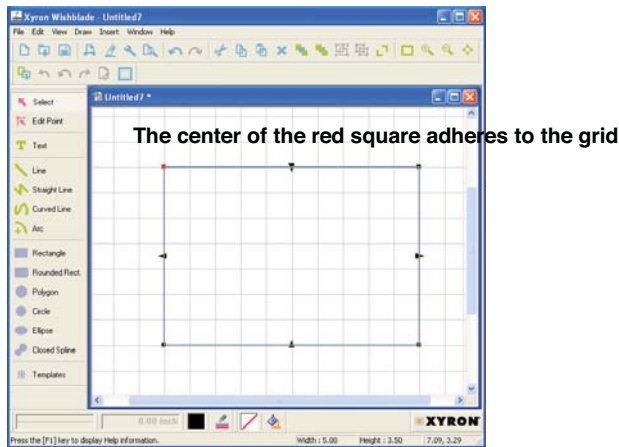 Xyron Wishblade - Untitled7
File Edit View Draw Insert Window Help
Select
Untitled7 *
Edit Point
The center of the red square adheres to the grid
Text
Line
Straight Line
Curved Line
Arc
Rectangle
Rounded Rect.
Polygon
Circle
Ellipse
Closed Spline
Templates
0.00 inch
XYRON
Press the [F1] key to display Help information.
Width : 5.00
Height : 3.50
7.09, 3.29